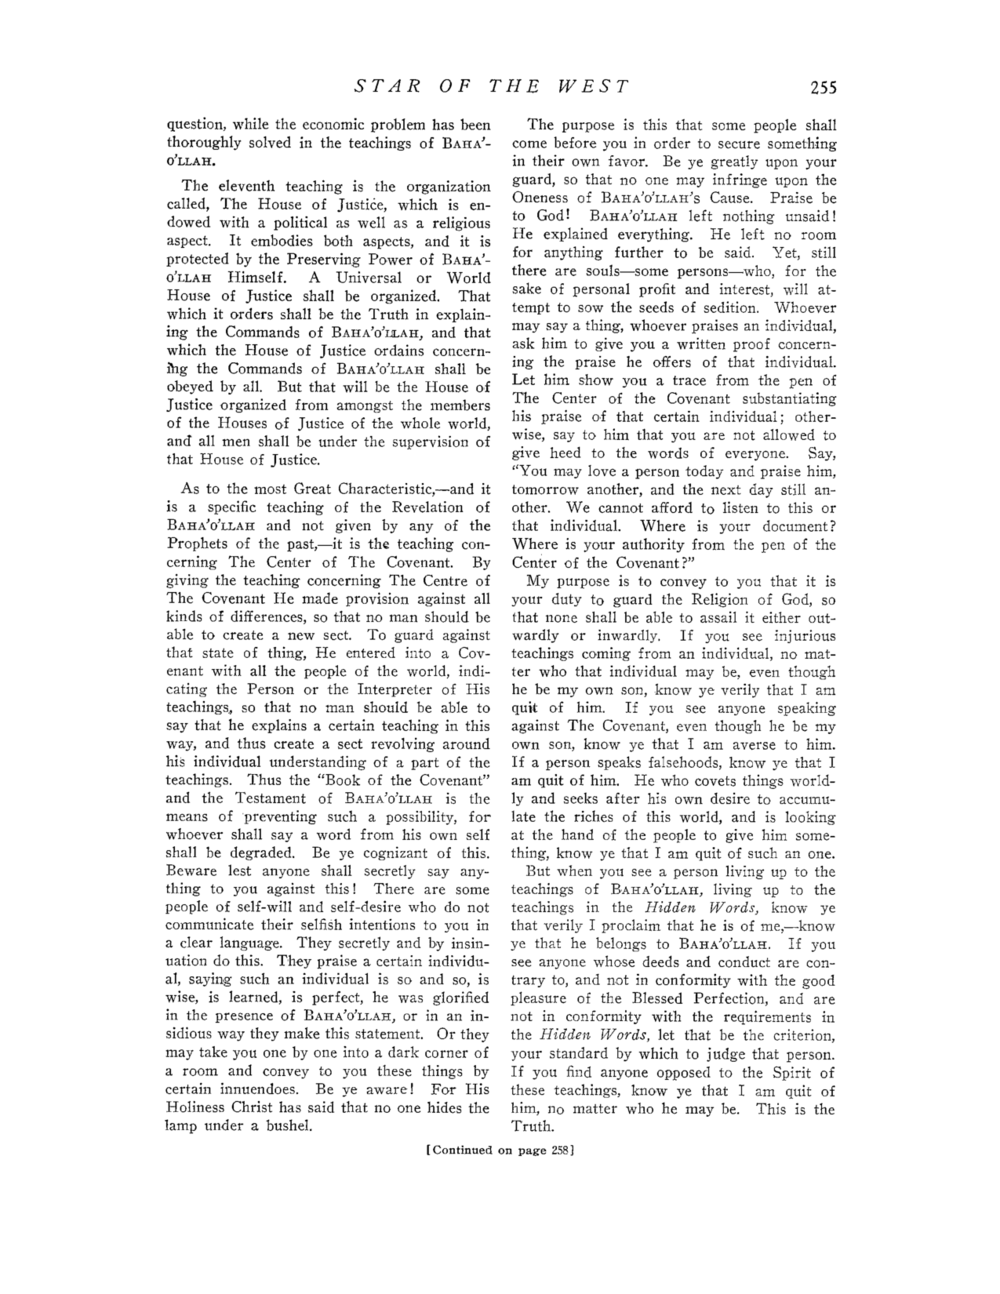 STAR OF THE WEST 255
question, while the economic problem has been
thoroughly solved in the teachings of BAHA'-
O'LLAH.
The eleventh teaching is the organization
called, The House of Justice, which is en-
dowed with a political as well as a religious
aspect. It embodies both aspects, and it is
protected by the Preserving Power of BAHA'-
O'LLAH Himself. A Universal or World
House of Justice shall be organized. That
which it orders shall be the Truth in explain-
ing the Commands of BAHA'O'LLAH, and that
which the House of Justice ordains concern-
ing the Commands of BAHA'O'LLAH shall be
obeyed by all. But that will be the House of
Justice organized from amongst the members
of the Houses of Justice of the whole world,
and all men shall be under the supervision of
that House of Justice.
As to the most Great Characteristic,—and it
is a specific teaching of the Revelation of
BAHA'O'LLAH and not given by any of the
Prophets of the past,—it is the teaching con-
cerning The Center of The Covenant. By
giving the teaching concerning The Centre of
The Covenant He made provision against all
kinds of differences, so that no man should be
able to create a new sect. To guard against
that state of thing, He entered into a Cov-
enant with all the people of the world, indi-
cating the Person or the Interpreter of His
teachings, so that no man should be able to
say that he explains a certain teaching in this
way, and thus create a sect revolving around
his individual understanding of a part of the
teachings. Thus the "Book of the Covenant"
and the Testament of BAHA'O'LLAH is the
means of preventing such a possibility, for
whoever shall say a word from his own self
shall be degraded. Be ye cognizant of this.
Beware lest anyone shall secretly say any-
thing to you against this! There are some
people of self-will and self-desire who do not
communicate their selfish intentions to you in
a clear language. They secretly and by insin-
uation do this. They praise a certain individu-
al, saying such an individual is so and so, is
wise, is learned, is perfect, he was glorified
in the presence of BAHA'O'LLAH, or in an in-
sidious way they make this statement. Or they
may take you one by one into a dark corner of
a room and convey to you these things by
certain innuendoes. Be ye aware! For His
Holiness Christ has said that no one hides the
lamp under a bushel.
The purpose is this that some people shall
come before you in order to secure something
in their own favor. Be ye greatly upon your
guard, so that no one may infringe upon the
Oneness of BAHA'O'LLAH's Cause. Praise be
to God! BAHA'O'LLAH left nothing unsaid!
He explained everything. He left no room
for anything further to be said. Yet, still
there are souls—some persons—who, for the
sake of personal profit and interest, will at-
tempt to sow the seeds of sedition. Whoever
may say a thing, whoever praises an individual,
ask him to give you a written proof concern-
ing the praise he offers of that individual.
Let him show you a trace from the pen of
The Center of the Covenant substantiating
his praise of that certain individual; other-
wise, say to him that you are not allowed to
give heed to the words of everyone. Say,
"You may love a person today and praise him,
tomorrow another, and the next day still an-
other. We cannot afford to listen to this or
that individual. Where is your document?
Where is your authority from the pen of the
Center of the Covenant?"
My purpose is to convey to you that it is
your duty to guard the Religion of God, so
that none shall be able to assail it either out-
wardly or inwardly. If you see injurious
teachings coming from an individual, no mat-
ter who that individual may be, even though
he be my own son, know ye verily that I am
quit of him. If you see anyone speaking
against The Covenant, even though he be my
own son, know ye that I am averse to him.
If a person speaks falsehoods, know ye that I
am quit of him. He who covets things world-
ly and seeks after his own desire to accumu-
late the riches of this world, and is looking
at the hand of the people to give him some-
thing, know ye that I am quit of such an one.
But when you see a person living up to the
teachings of BAHA'O'LLAH, living up to the
teachings in the Hidden Words, know ye
that verily I proclaim that he is of me,—know
ye that he belongs to BAHA'O'LLAH. If you
see anyone whose deeds and conduct are con-
trary to, and not in conformity with the good
pleasure of the Blessed Perfection, and are
not in conformity with the requirements in
the Hidden Words, let that be the criterion,
your standard by which to judge that person.
If you find anyone opposed to the Spirit of
these teachings, know ye that I am quit of
him, no matter who he may be. This is the
Truth.
[Continued on page 258]